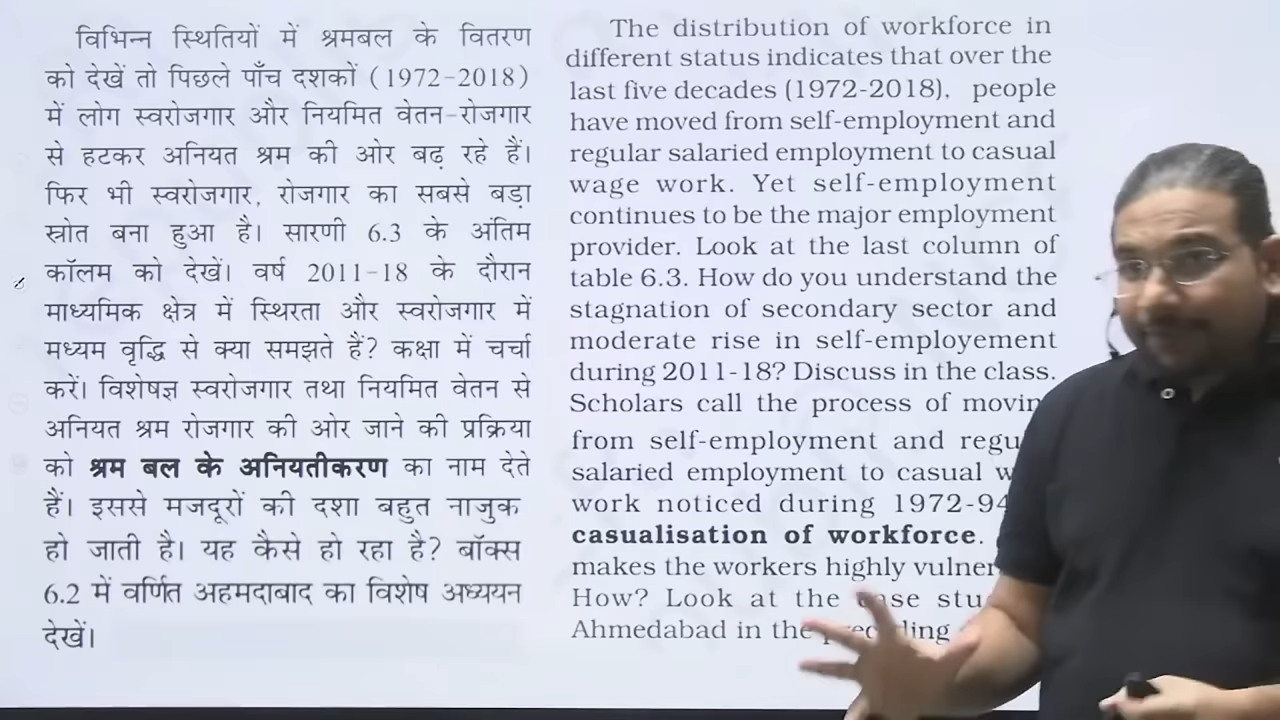 विभिन्न स्थितियों में श्रमबल के वितरण
को देखें तो पिछले पाँच दशकों (1972-2018)
में लोग स्वरोजगार और नियमित वेतन-रोजगार
से हटकर अनियत श्रम की ओर बढ़ रहे हैं।
फिर भी स्वरोजगार, रोजगार का सबसे बड़ा
स्रोत बना हुआ है। सारणी 6.3 के अंतिम
कॉलम को देखें। वर्ष 2011-18 के दौरान
माध्यमिक क्षेत्र में स्थिरता और स्वरोजगार में
मध्यम वृद्धि से क्या समझते हैं? कक्षा में चर्चा
करें। विशेषज्ञ स्वरोजगार तथा नियमित वेतन से
अनियत श्रम रोजगार की ओर जाने की प्रक्रिया
को श्रम बल के अनियतीकरण का नाम देते
हैं। इससे मजदूरों की दशा बहुत नाजुक
हो जाती है। यह कैसे हो रहा है? बॉक्स
6.2 में वर्णित अहमदाबाद का विशेष अध्ययन
देखें।
The distribution of workforce in
different status indicates that over the
last five decades (1972-2018), people
have moved from self-employment and
regular salaried employment to casual
wage work. Yet self-employment
continues to be the major employment
provider. Look at the last column of
table 6.3. How do you understand the
stagnation of secondary sector and
moderate rise in self-employement
during 2011-18? Discuss in the class.
Scholars call the process of movin
from self-employment and regu
salaried employment to casual w
work noticed during 1972-94
casualisation of workforce.
makes the workers highly vulner
How? Look at the case stu
Ahmedabad in the preceding